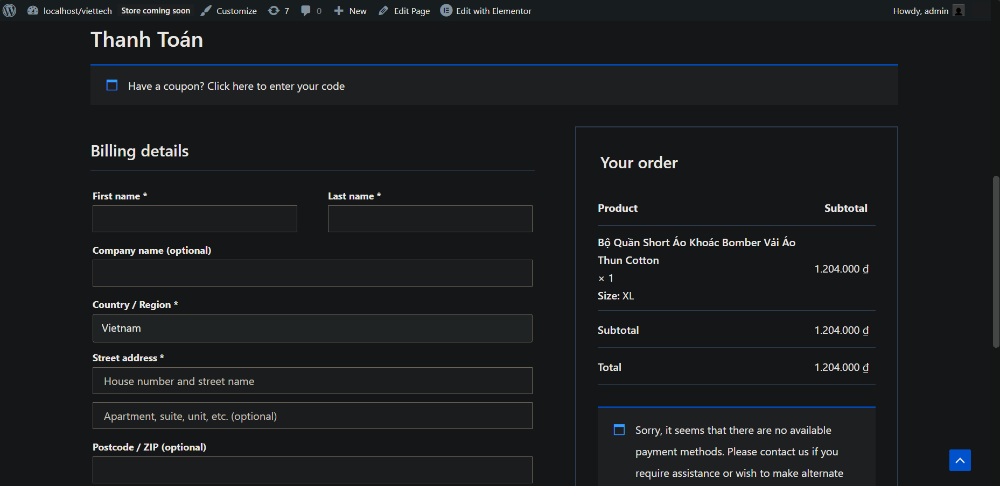 localhost/viettech Store coming soon Customize 7 0 New Edit Page Edit with Elementor Howdy, admin
Thanh Toán
Have a coupon? Click here to enter your code
Billing details
First name * Last name *
Company name (optional)
Country / Region *
Vietnam
Street address *
House number and street name
Apartment, suite, unit, etc. (optional)
Postcode / ZIP (optional)
Your order
Product Subtotal
Bộ Quần Short Áo Khoác Bomber Vải Áo
Thun Cotton
× 1
Size: XL
1.204.000 ₫
Subtotal 1.204.000 ₫
Total 1.204.000 ₫
Sorry, it seems that there are no available
payment methods. Please contact us if you
require assistance or wish to make alternate